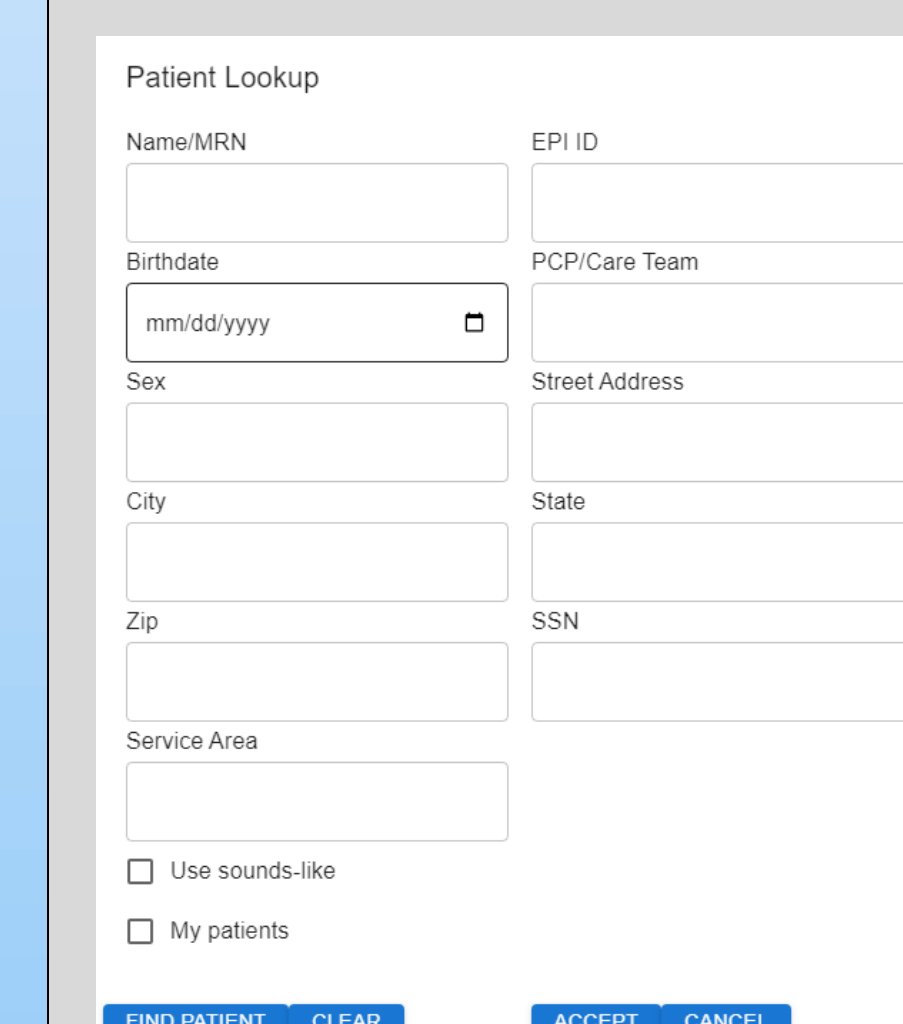 Patient Lookup
Name/MRN
EPI ID
Birthdate
PCP/Care Team
mm/dd/yyyy
Sex
Street Address
City
State
Zip
SSN
Service Area
Use sounds-like
My patients
FIND PATIENT
CLEAR
ACCEPT
CANCEL